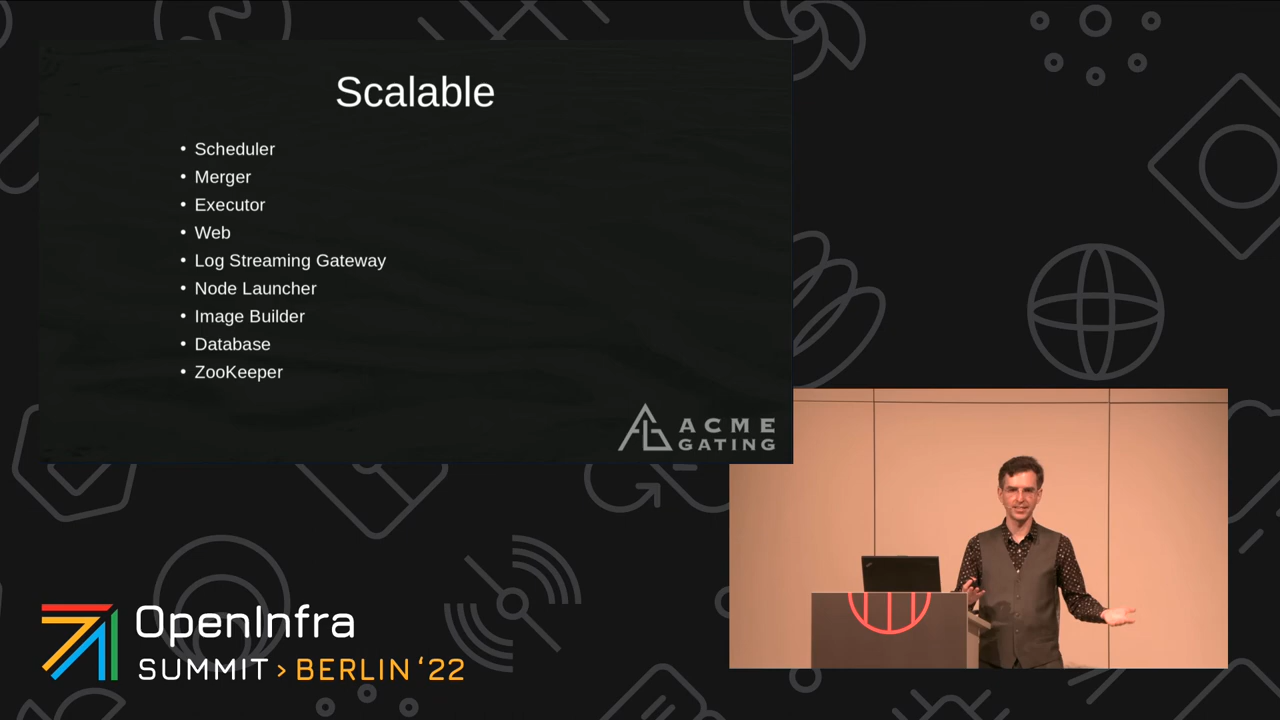 Scalable
• Scheduler
• Merger
• Executor
• Web
• Log Streaming Gateway
• Node Launcher
• Image Builder
• Database
• ZooKeeper
ACME
GATING
OpenInfra
SUMMIT > BERLIN ‘22